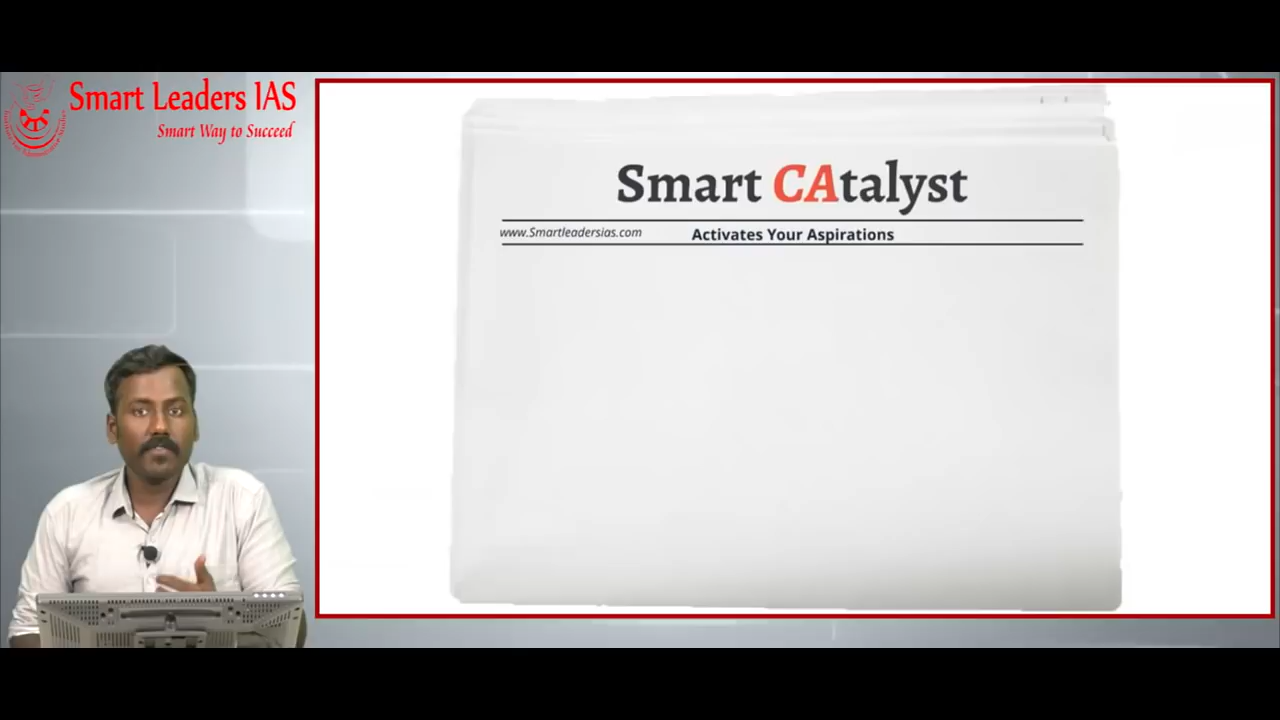 Smart Leaders IAS
Smart Way to Succeed
Smart CAtalyst
www.Smartleadersias.com
Activates Your Aspirations